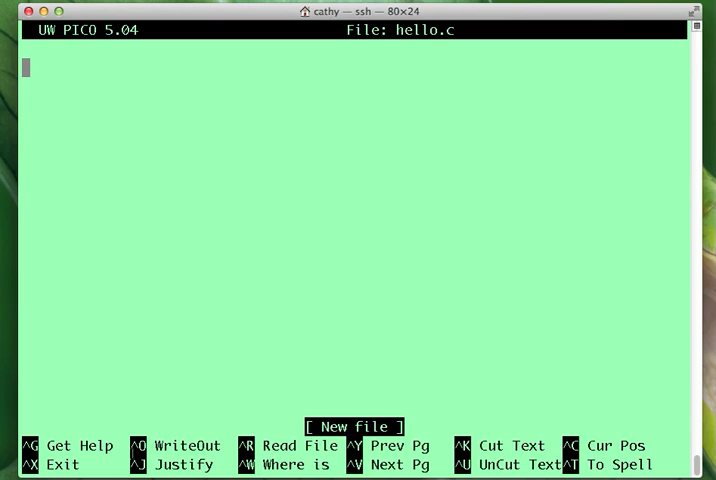 cathy — ssh — 80×24
UW PICO 5.04 File: hello.c
[ New file ]
^G Get Help ^O WriteOut ^R Read File ^Y Prev Pg ^K Cut Text ^C Cur Pos
^X Exit ^J Justify ^W Where is ^V Next Pg ^U UnCut Text ^T To Spell